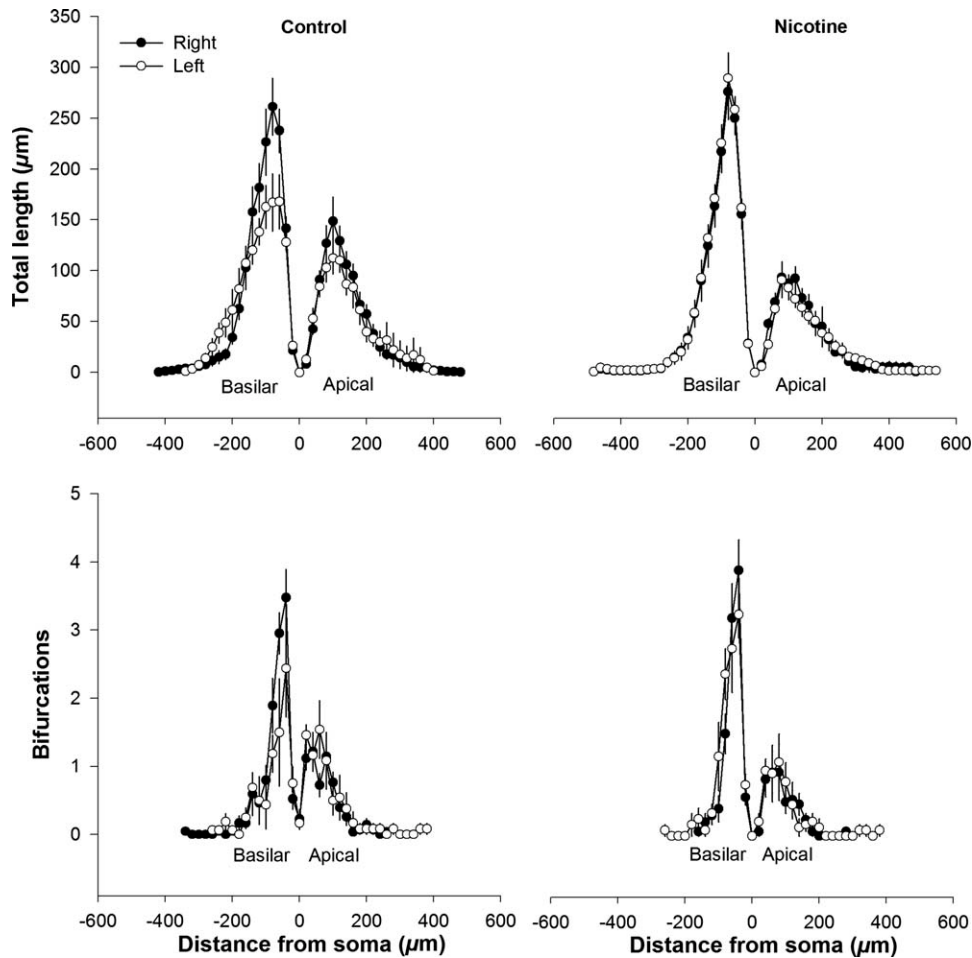 Control
Nicotine
Right
Left
Total length (µm)
350
300
250
200
150
100
50
0
Basilar
Apical
Basilar
Apical
-600 -400 -200 0 200 400 600
-600 -400 -200 0 200 400 600
Bifurcations
5
4
3
2
1
0
Basilar
Apical
Basilar
Apical
-600 -400 -200 0 200 400 600
-600 -400 -200 0 200 400 600
Distance from soma (µm)
Distance from soma (µm)